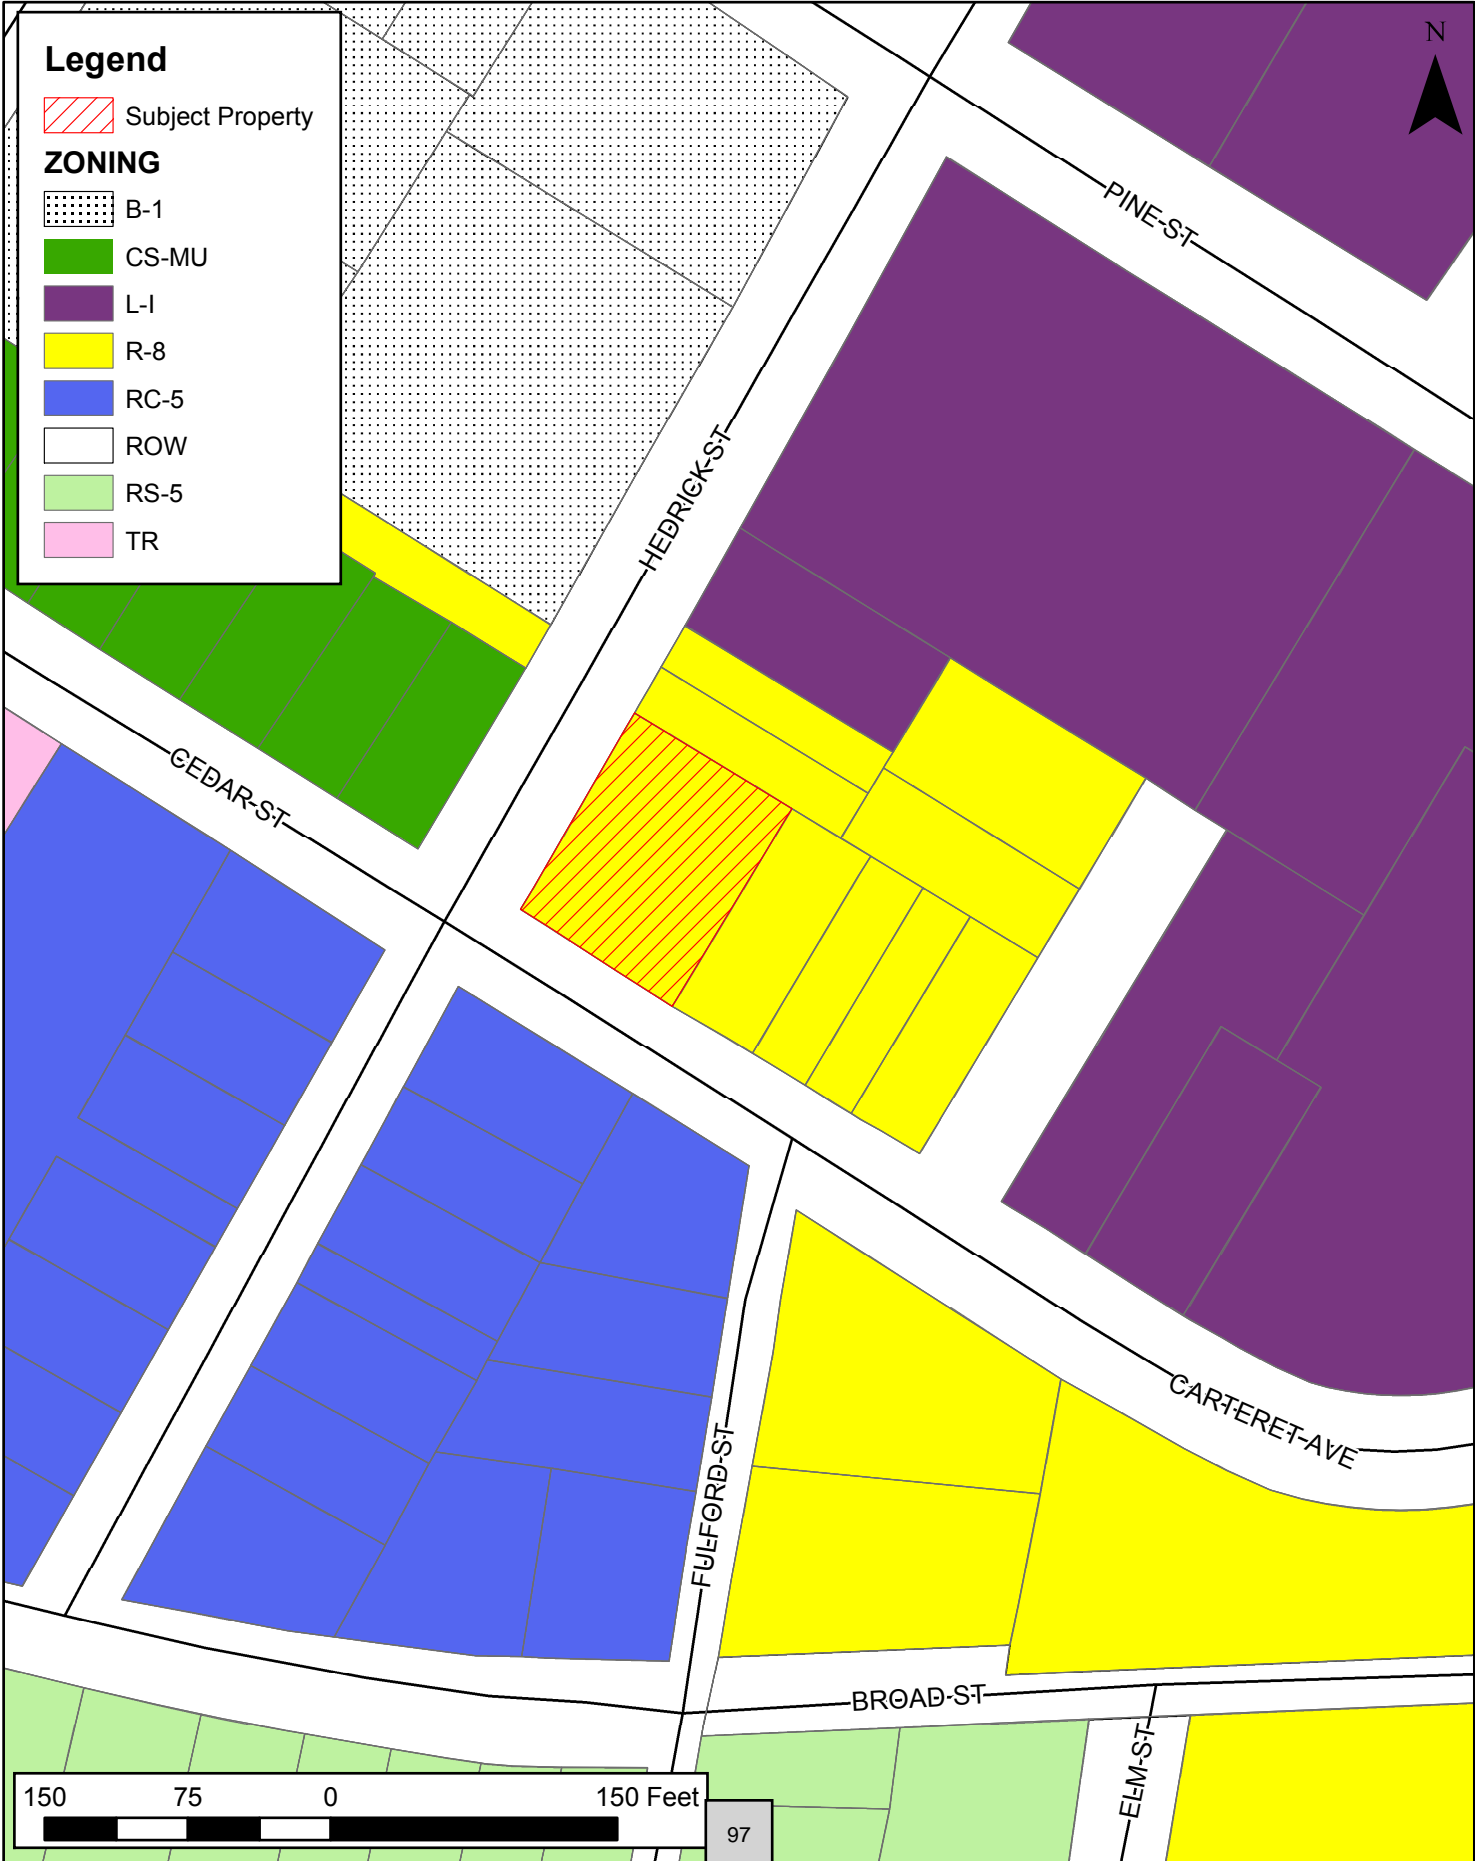 Legend
Subject Property
ZONING
B-1
CS-MU
L-I
R-8
RC-5
ROW
RS-5
TR
N
PINE ST
HEDRICK ST
CEDAR ST
CARTERET AVE
FULFORD ST
BROAD ST
ELM ST
150 75 0 150 Feet
97